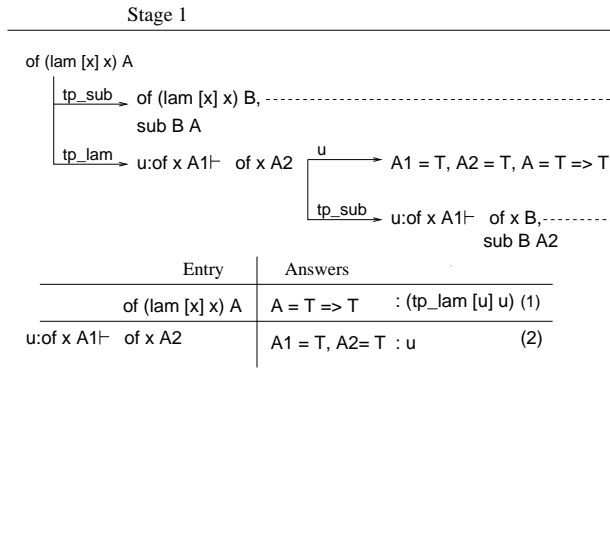 Stage 1
of (lam [x] x) A
tp_sub of (lam [x] x) B,
sub B A
tp_lam u:of x A1⊢ of x A2 u A1 = T, A2 = T, A = T => T
tp_sub u:of x A1⊢ of x B,
sub B A2
Entry Answers
of (lam [x] x) A A = T => T : (tp_lam [u] u) (1)
u:of x A1⊢ of x A2 A1 = T, A2= T : u (2)